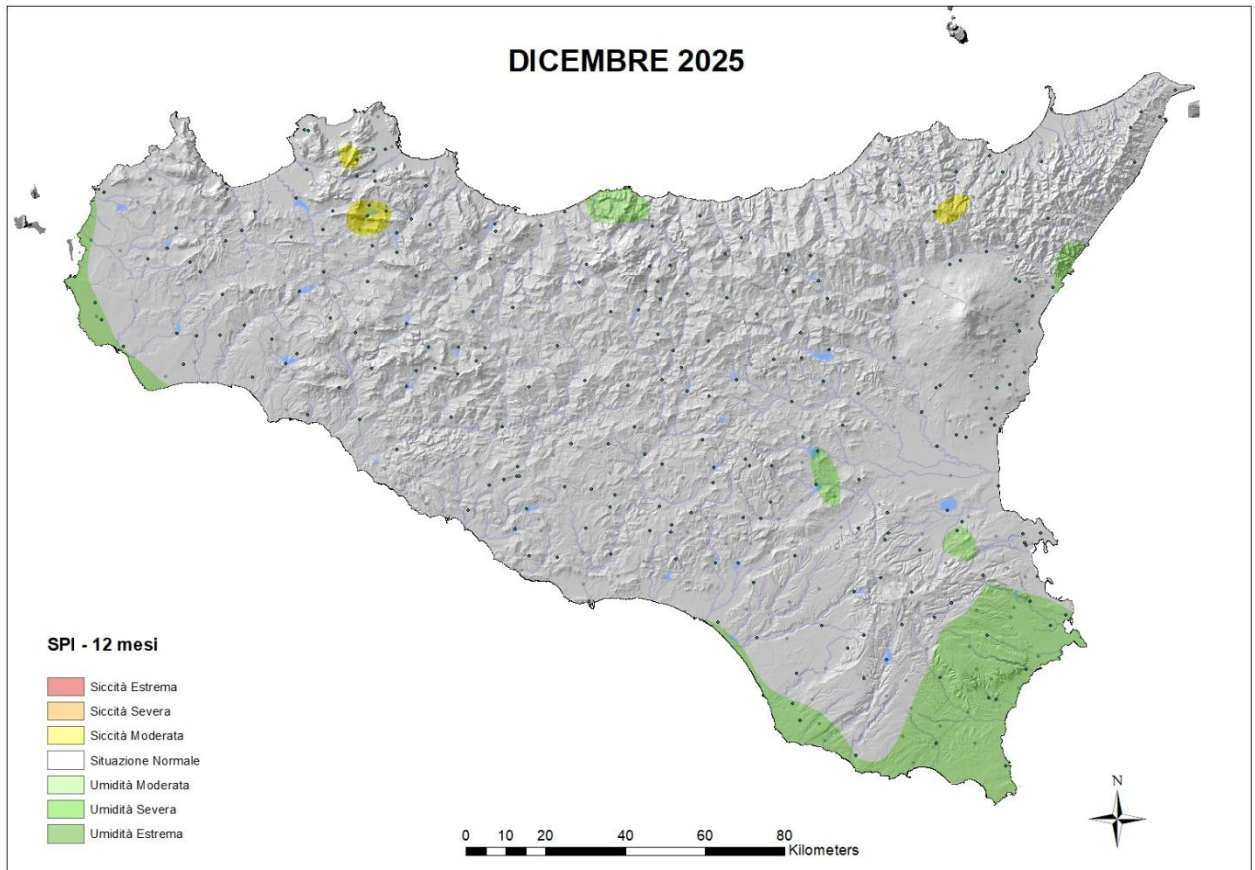 DICEMBRE 2025
SPI - 12 mesi
Siccità Estrema
Siccità Severa
Siccità Moderata
Situazione Normale
Umidità Moderata
Umidità Severa
Umidità Estrema
N
0 10 20 40 60 80
Kilometers